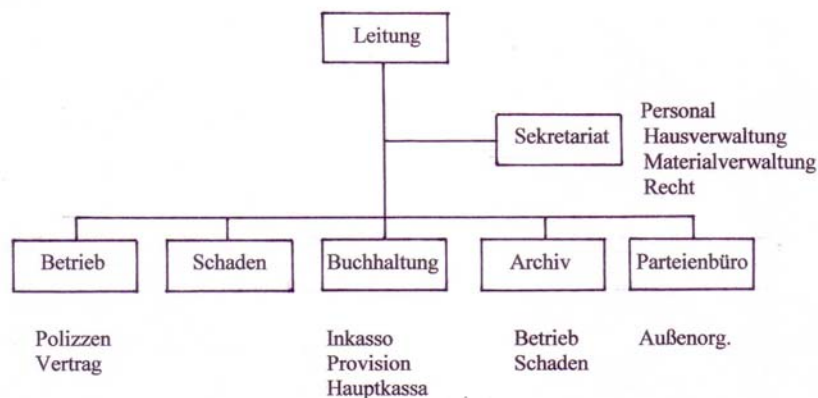 Leitung
Sekretariat
Personal
Hausverwaltung
Materialverwaltung
Recht
Betrieb
Schaden
Buchhaltung
Archiv
Parteienbüro
Polizzen
Vertrag
Inkasso
Provision
Hauptkassa
Betrieb
Schaden
Außenorg.